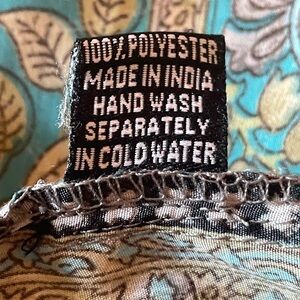 100% POLYESTER
MADE IN INDIA
HAND WASH
SEPARATELY
IN COLD WATER